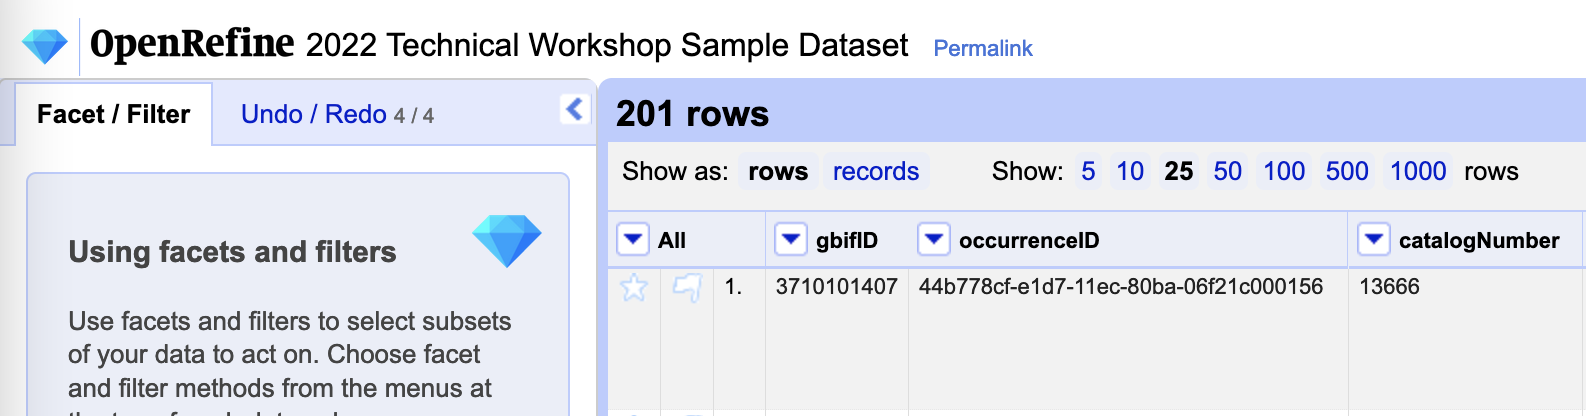 OpenRefine 2022 Technical Workshop Sample Dataset Permalink
Facet / Filter Undo / Redo 4 / 4
Using facets and filters
Use facets and filters to select subsets
of your data to act on. Choose facet
and filter methods from the menus at
201 rows
Show as: rows records Show: 5 10 25 50 100 500 1000 rows
All gbifID occurrenceID catalogNumber
1. 3710101407 44b778cf-e1d7-11ec-80ba-06f21c000156 13666